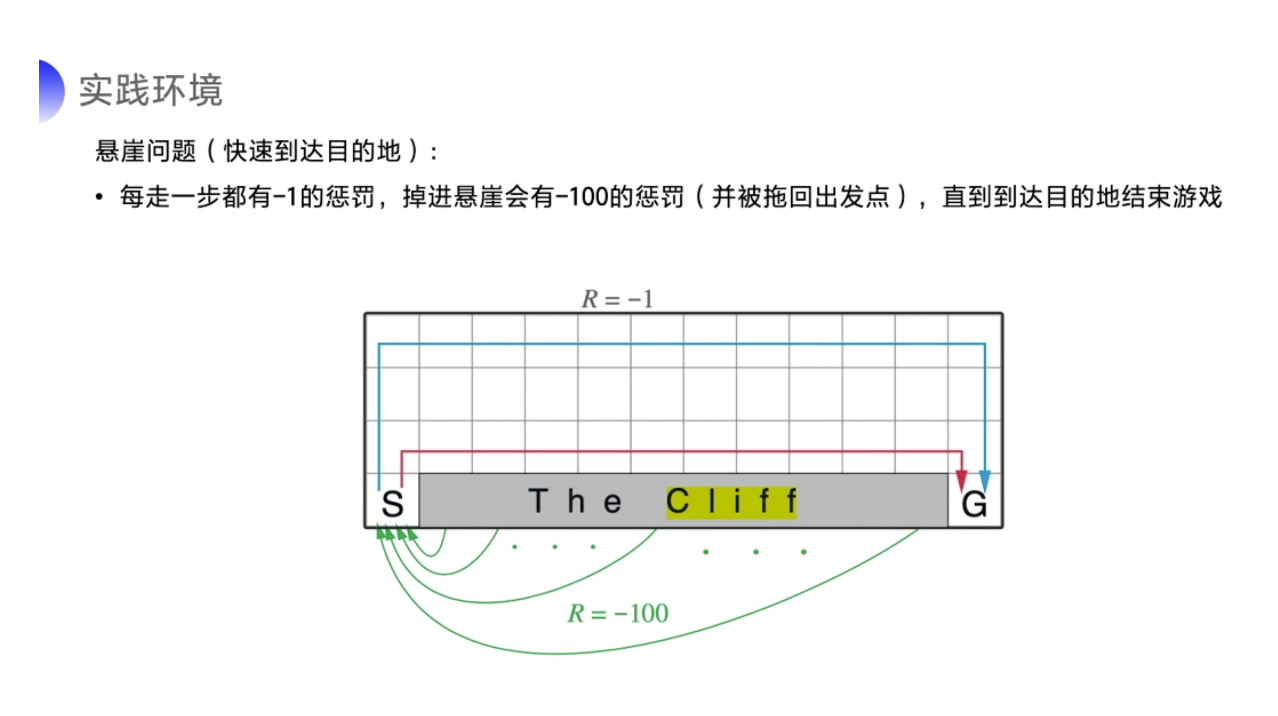 实践环境
悬崖问题（快速到达目的地）:
• 每走一步都有-1的惩罚，掉进悬崖会有-100的惩罚（并被拖回出发点），直到到达目的地结束游戏
R = −1
S The Cliff G
R = −100